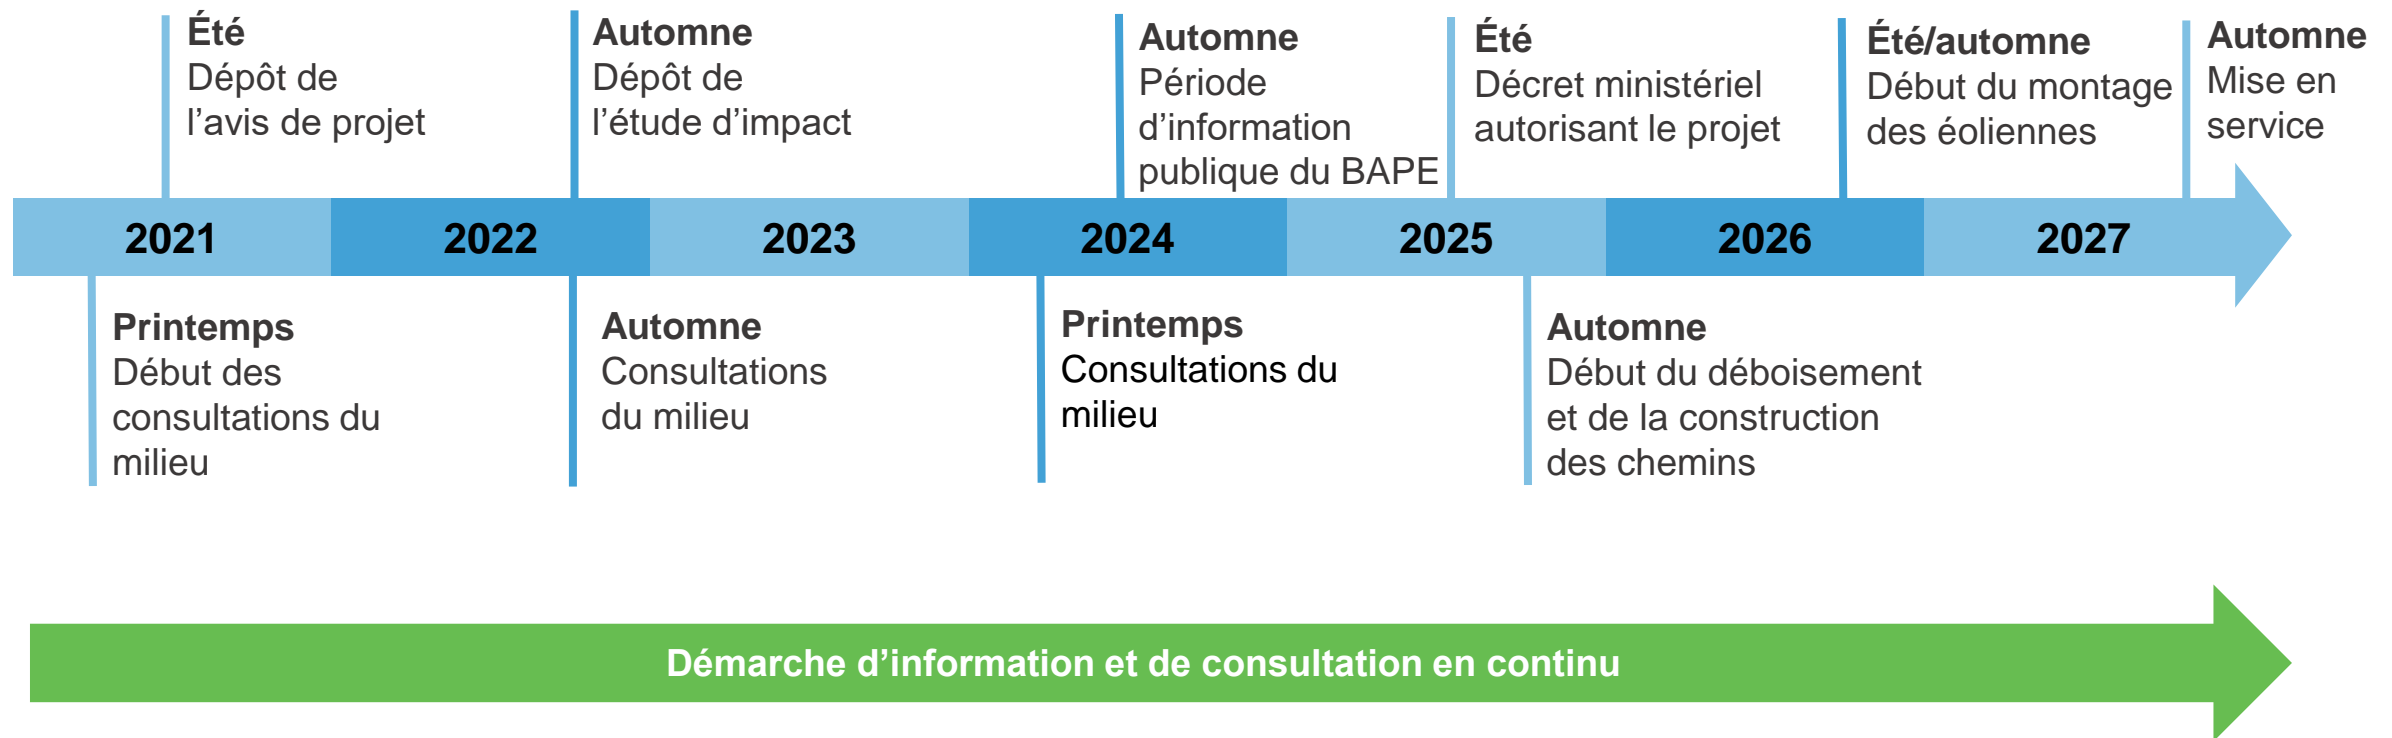 Été
Dépôt de
l’avis de projet
Automne
Dépôt de
l’étude d’impact
Automne
Période
d’information
publique du BAPE
Été
Décret ministériel
autorisant le projet
Été/automne
Début du montage
des éoliennes
Automne
Mise en
service
2021 2022 2023 2024 2025 2026 2027
Printemps
Début des
consultations du
milieu
Automne
Consultations
du milieu
Printemps
Consultations du
milieu
Automne
Début du déboisement
et de la construction
des chemins
Démarche d’information et de consultation en continu